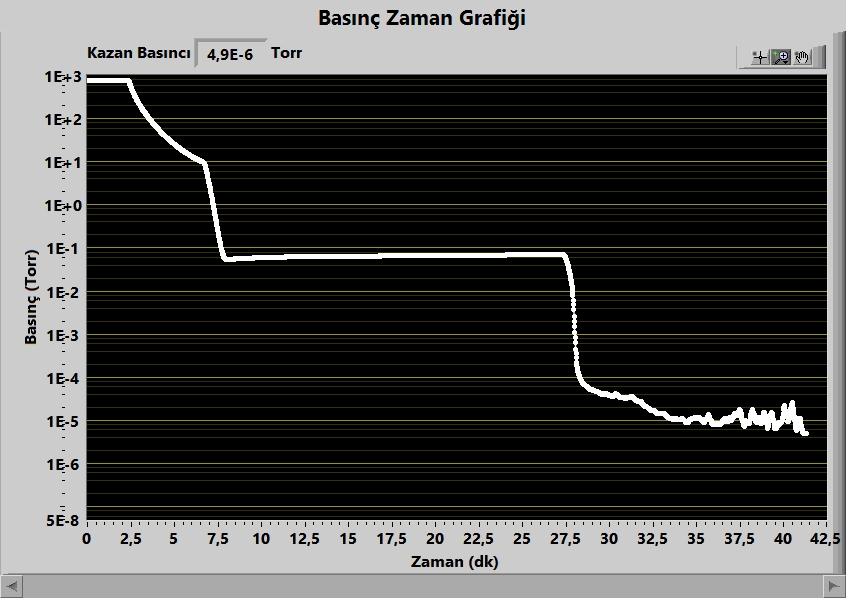 Basınç Zaman Grafiği
Kazan Basıncı 4,9E-6 Torr
1E+3
1E+2
1E+1
1E+0
1E-1
1E-2
1E-3
1E-4
1E-5
1E-6
5E-8
Basınç (Torr)
0 2,5 5 7,5 10 12,5 15 17,5 20 22,5 25 27,5 30 32,5 35 37,5 40 42,5
Zaman (dk)